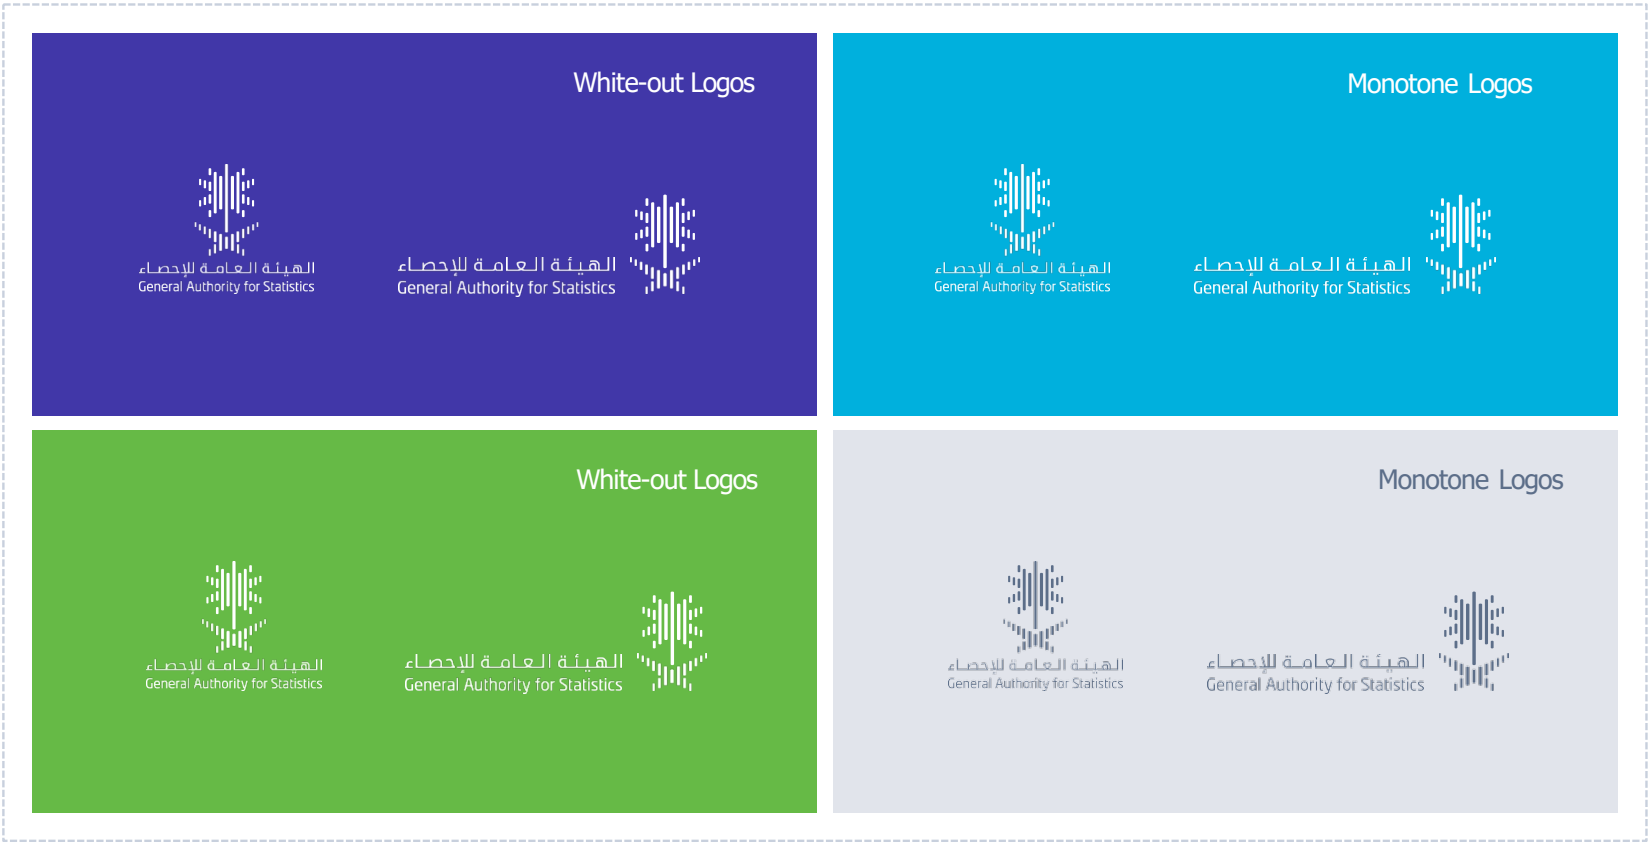 White-out Logos
الهيئة العامة للإحصاء
General Authority for Statistics
الهيئة العامة للإحصاء
General Authority for Statistics
Monotone Logos
الهيئة العامة للإحصاء
General Authority for Statistics
الهيئة العامة للإحصاء
General Authority for Statistics
White-out Logos
الهيئة العامة للإحصاء
General Authority for Statistics
الهيئة العامة للإحصاء
General Authority for Statistics
Monotone Logos
الهيئة العامة للإحصاء
General Authority for Statistics
الهيئة العامة للإحصاء
General Authority for Statistics